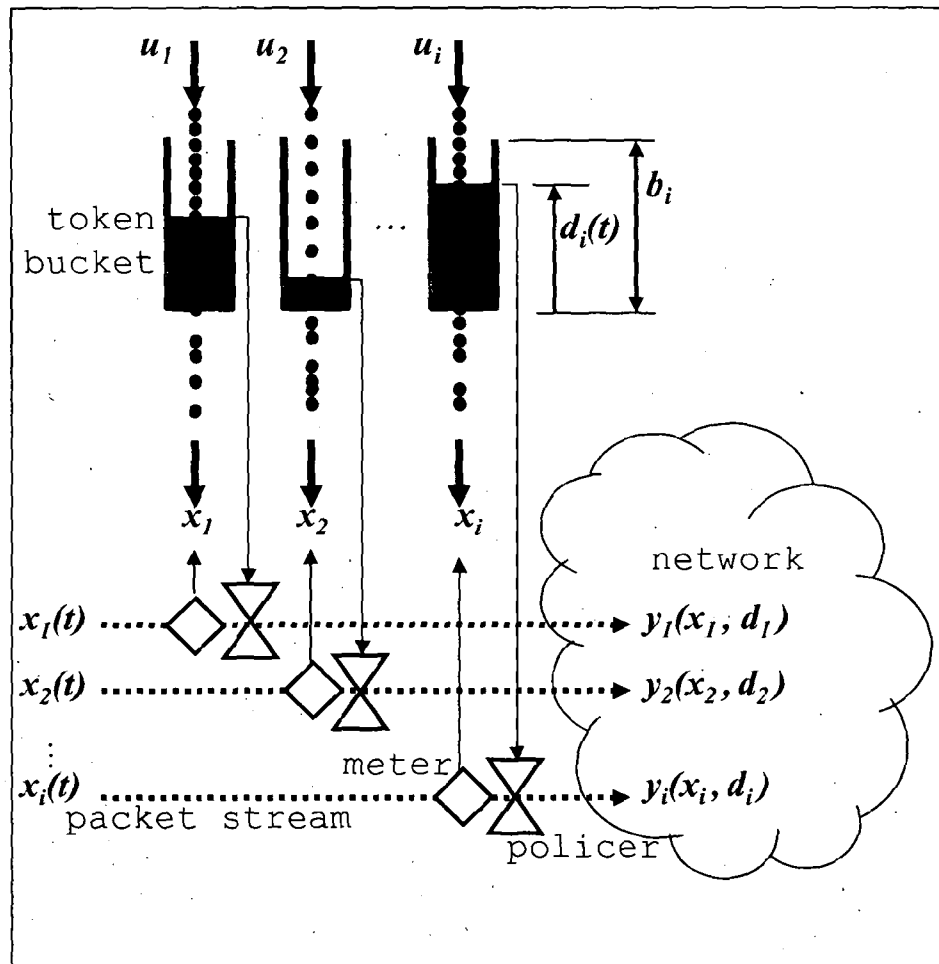 u1 u2 ui
token
bucket
...
bi
di(t)
x1 x2 xi
network
x1(t) y1(x1, d1)
x2(t) y2(x2, d2)
⋮
meter
xi(t) yi(xi, di)
packet stream
policer